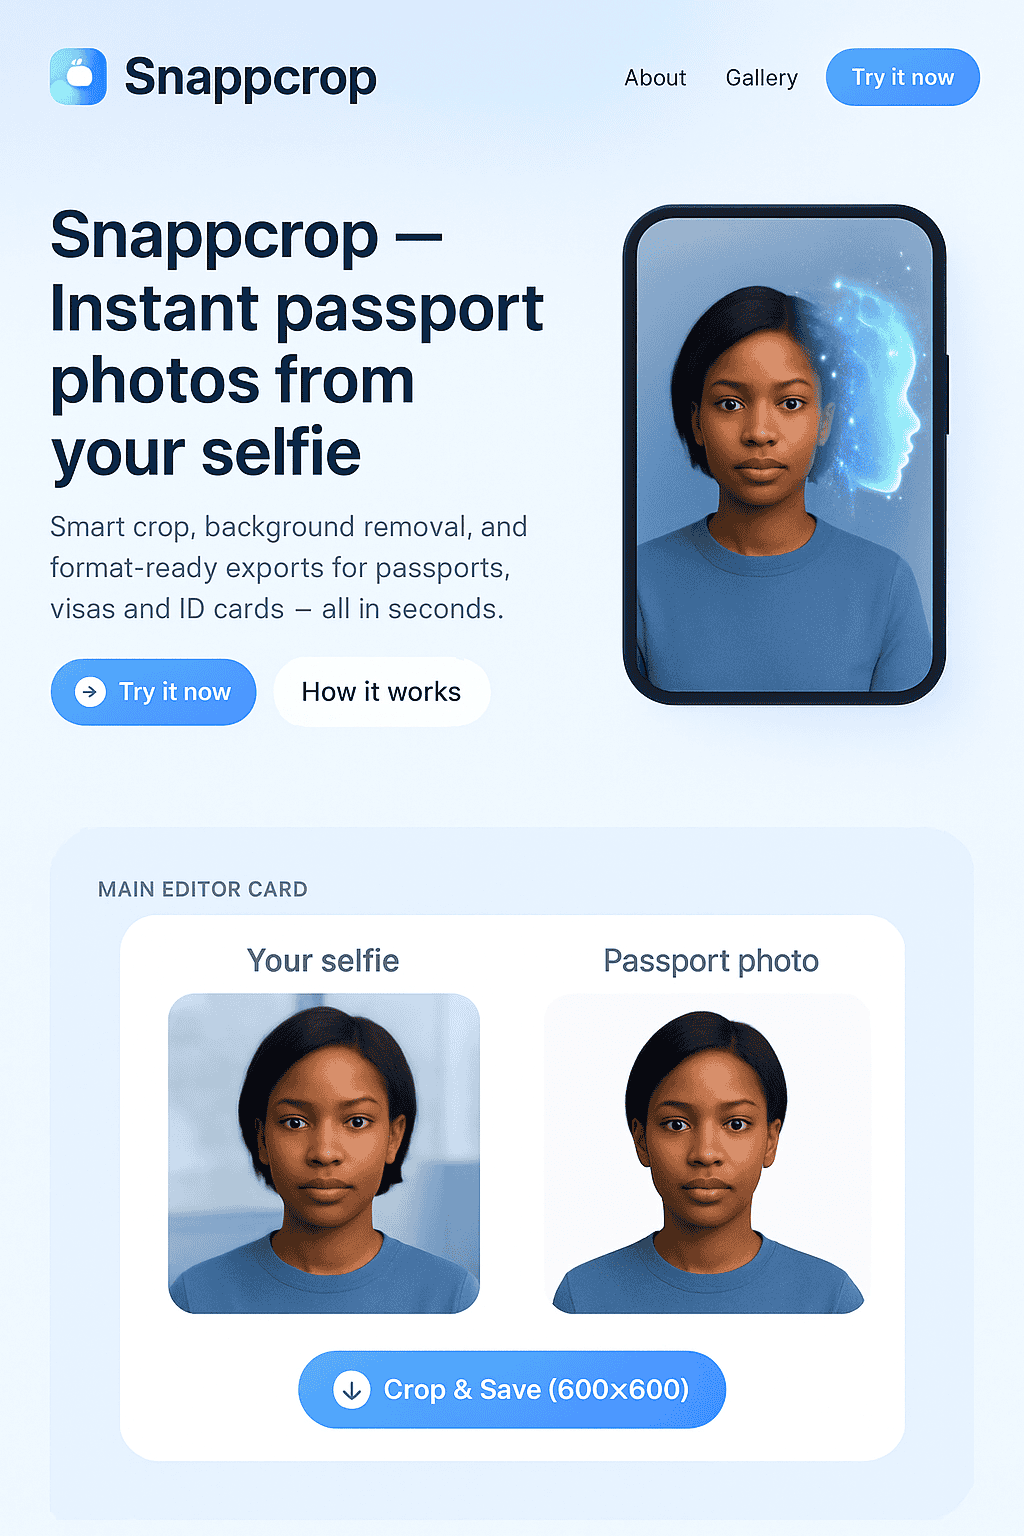 Snappcrop
About
Gallery
Try it now
Snappcrop —
Instant passport
photos from
your selfie
Smart crop, background removal, and
format-ready exports for passports,
visas and ID cards — all in seconds.
Try it now
How it works
MAIN EDITOR CARD
Your selfie
Passport photo
Crop & Save (600×600)